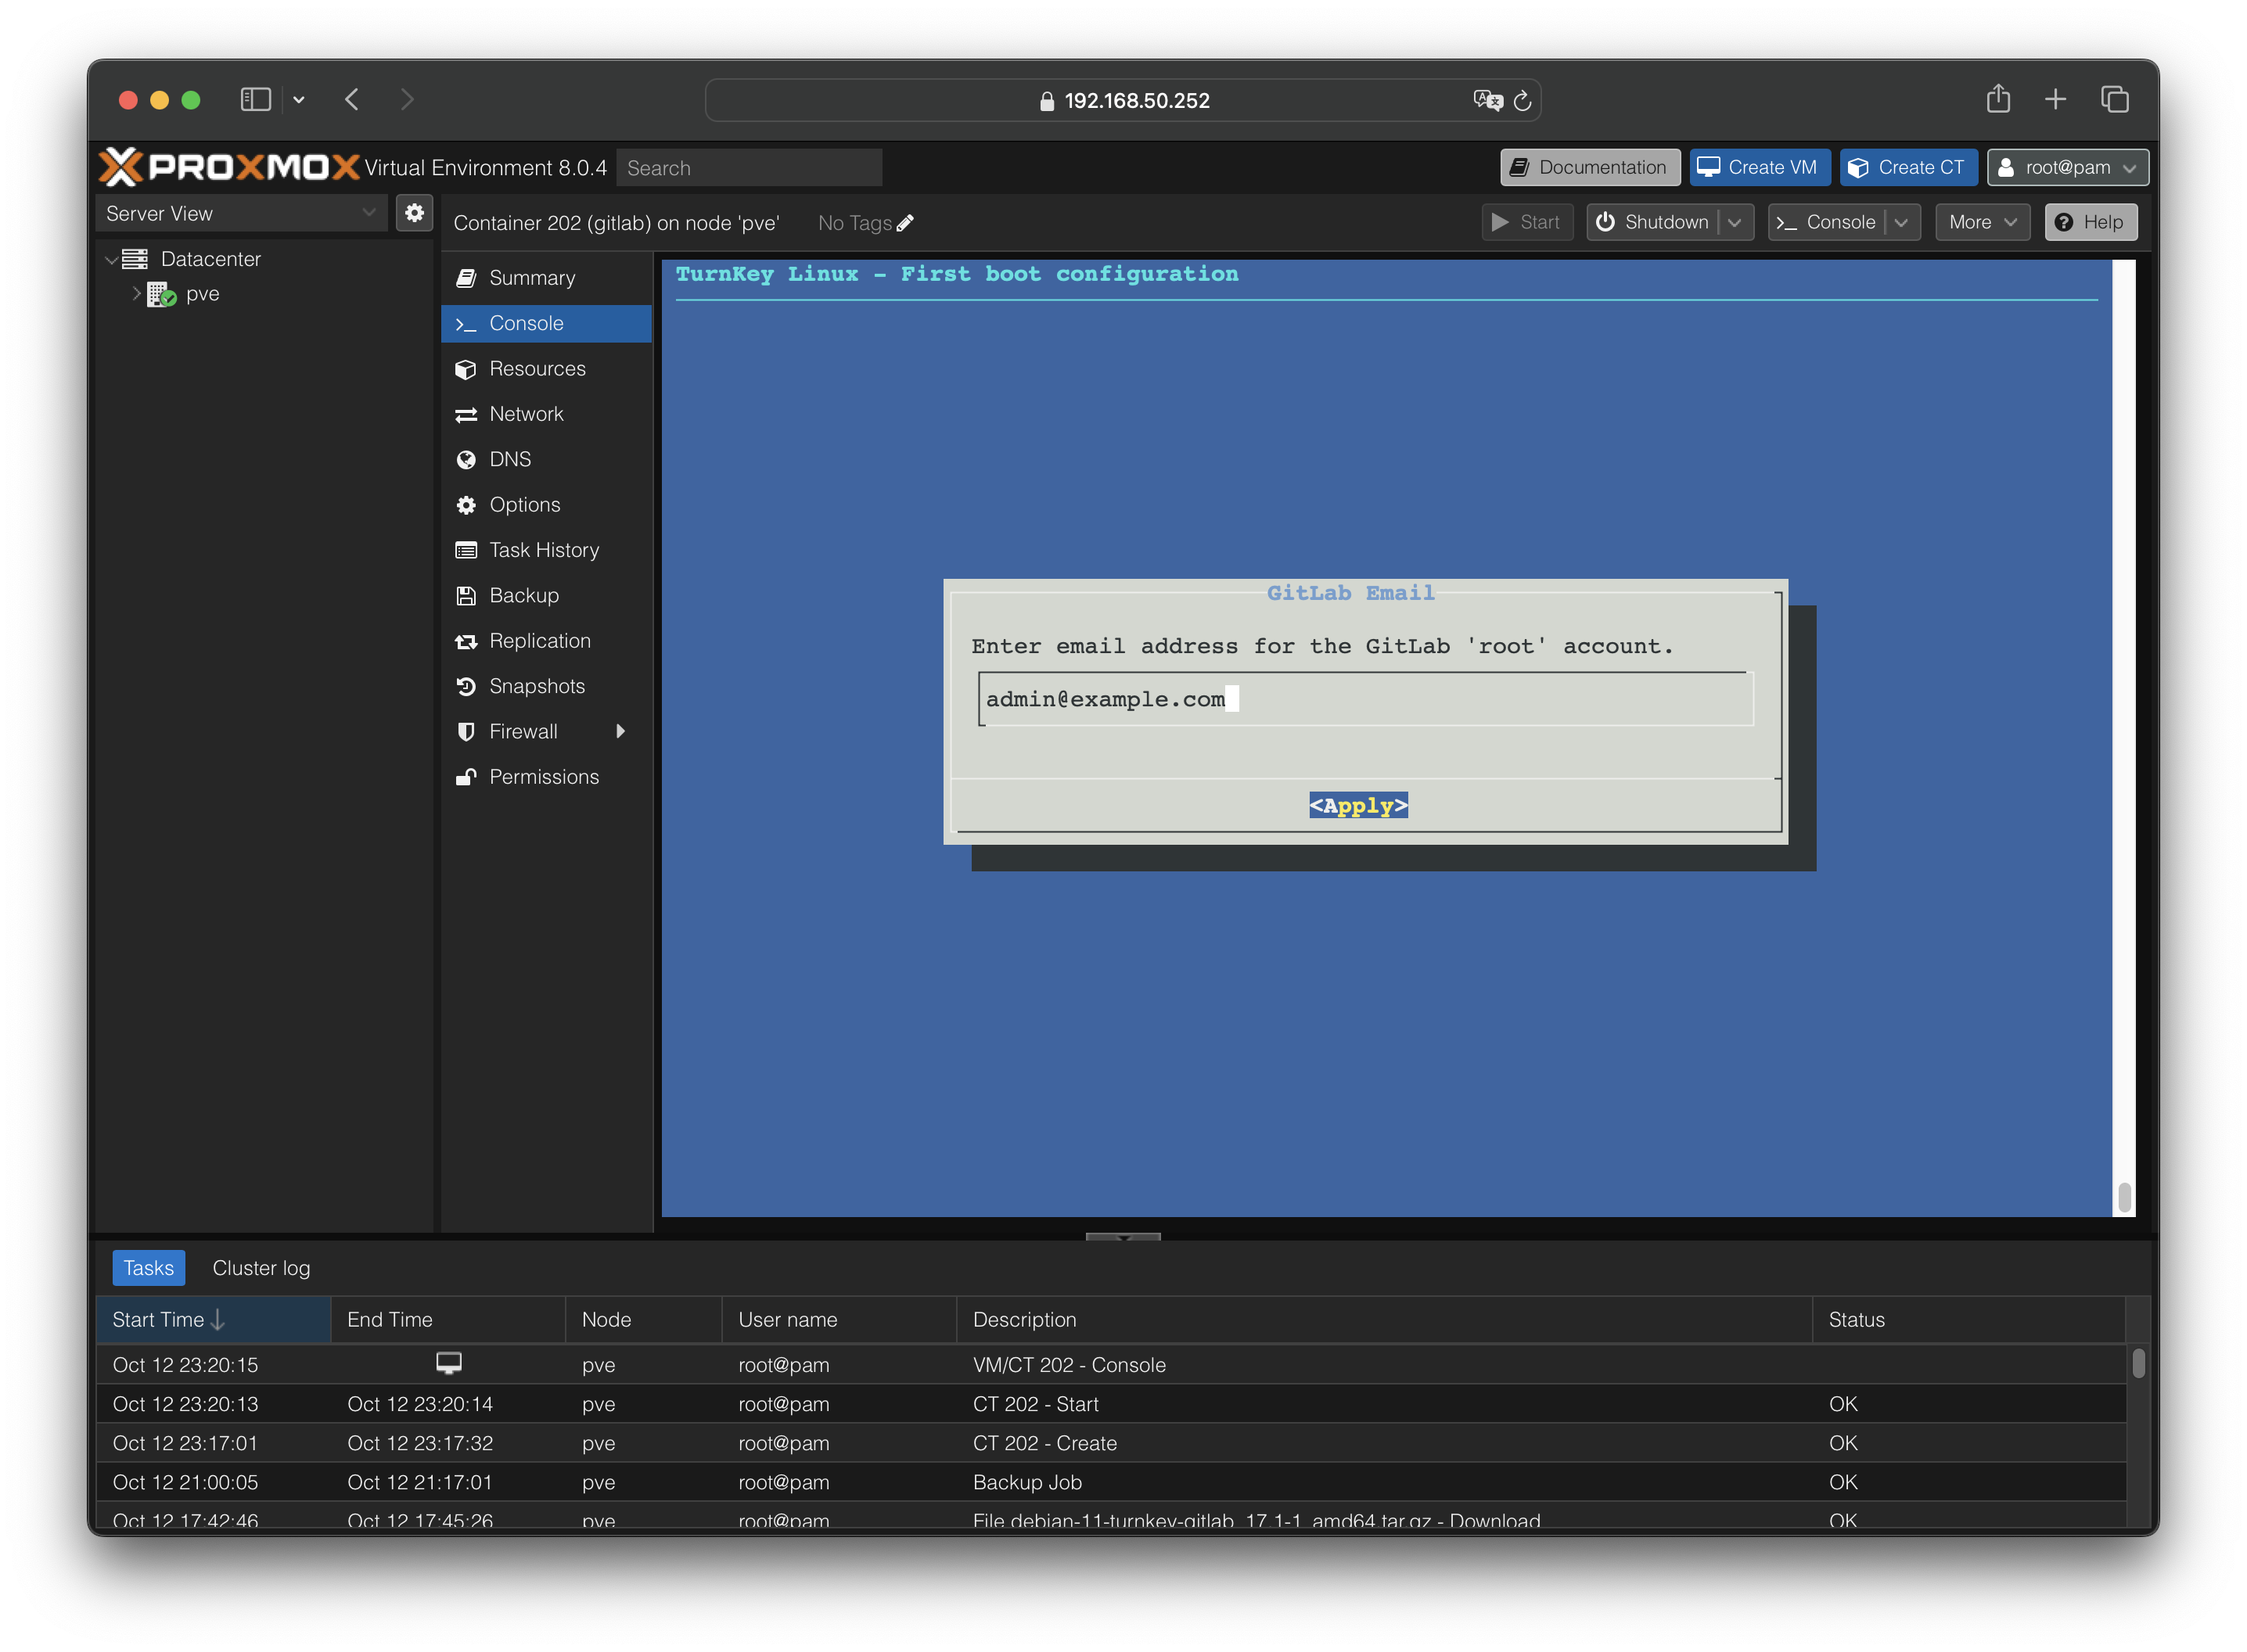 192.168.50.252
PROXMOX Virtual Environment 8.0.4 Search Documentation Create VM Create CT root@pam
Server View
Datacenter
pve
Container 202 (gitlab) on node 'pve' No Tags Start Shutdown >_ Console More Help
Summary
>_ Console
Resources
Network
DNS
Options
Task History
Backup
Replication
Snapshots
Firewall
Permissions
TurnKey Linux - First boot configuration
GitLab Email
Enter email address for the GitLab 'root' account.
admin@example.com
<Apply>
Tasks Cluster log
Start Time End Time Node User name Description Status
Oct 12 23:20:15 pve root@pam VM/CT 202 - Console
Oct 12 23:20:13 Oct 12 23:20:14 pve root@pam CT 202 - Start OK
Oct 12 23:17:01 Oct 12 23:17:32 pve root@pam CT 202 - Create OK
Oct 12 21:00:05 Oct 12 21:17:01 pve root@pam Backup Job OK
Oct 12 17:42:46 Oct 12 17:45:26 pve root@pam File debian-11-turnkey-gitlab_17.1-1_amd64.tar.gz - Download OK